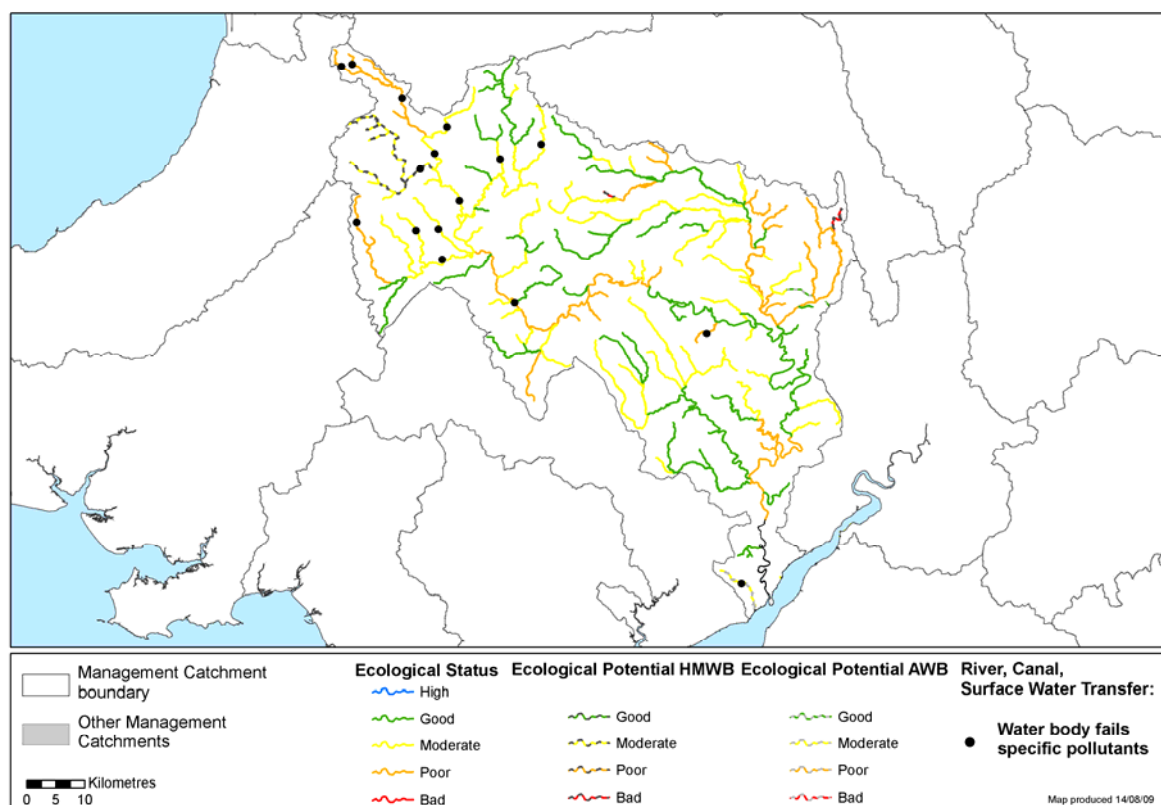 Management Catchment
boundary
Other Management
Catchments
Kilometres
0 5 10
Ecological Status
High
Good
Moderate
Poor
Bad
Ecological Potential HMWB
Good
Moderate
Poor
Bad
Ecological Potential AWB
Good
Moderate
Poor
Bad
River, Canal,
Surface Water Transfer:
Water body fails
specific pollutants
Map produced 14/08/09